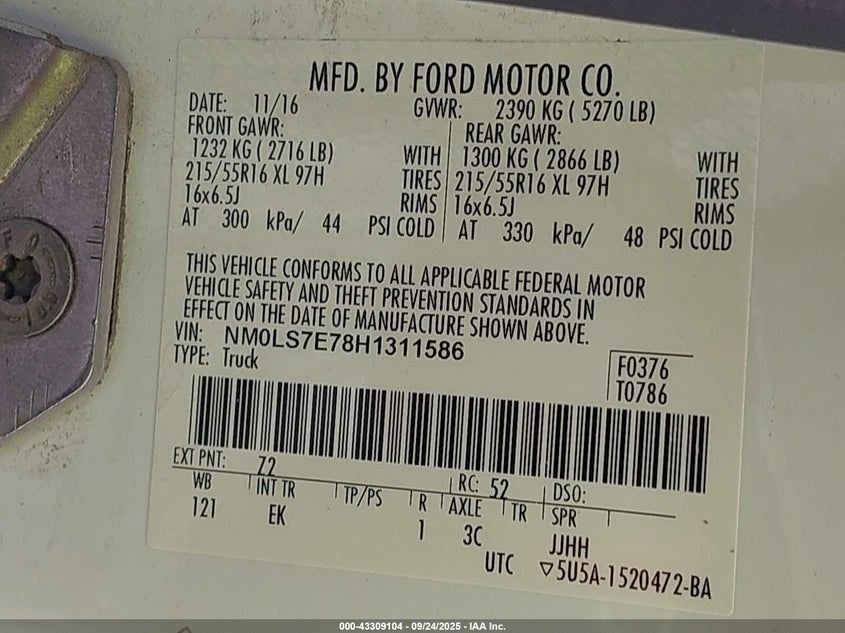 MFD. BY FORD MOTOR CO.
DATE: 11/16 GVWR: 2390 KG ( 5270 LB)
FRONT GAWR: REAR GAWR:
1232 KG ( 2716 LB) WITH 1300 KG ( 2866 LB) WITH
215/55R16 XL 97H TIRES 215/55R16 XL 97H TIRES
16x6.5J RIMS 16x6.5J RIMS
AT 300 kPa/ 44 PSI COLD AT 330 kPa/ 48 PSI COLD
THIS VEHICLE CONFORMS TO ALL APPLICABLE FEDERAL MOTOR
VEHICLE SAFETY AND THEFT PREVENTION STANDARDS IN
EFFECT ON THE DATE OF MANUFACTURE SHOWN ABOVE.
VIN: NM0LS7E78H1311586
TYPE: Truck
F0376
T0786
EXT PNT: 72 RC: 52 DSO:
WB INT TR TP/PS R AXLE TR SPR
121 EK 1 3C JJHH
UTC ▽5U5A-1520472-BA
000-43309104 - 09/24/2025 - IAA Inc.